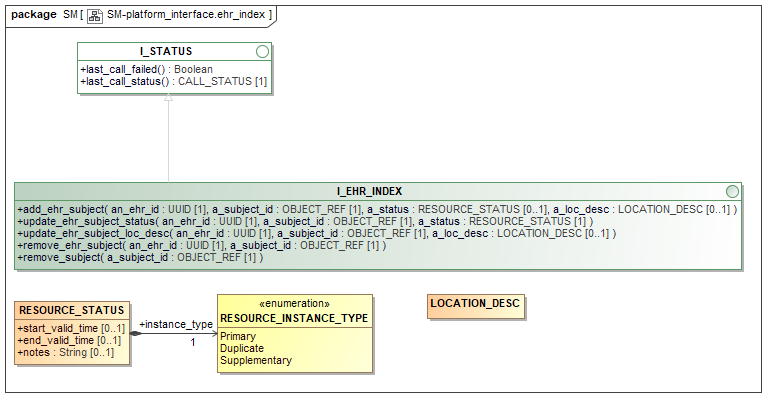 package SM [ SM-platform_interface.ehr_index ]
I_STATUS
+last_call_failed() : Boolean
+last_call_status() : CALL_STATUS [1]
I_EHR_INDEX
+add_ehr_subject( an_ehr_id : UUID [1], a_subject_id : OBJECT_REF [1], a_status : RESOURCE_STATUS [0..1], a_loc_desc : LOCATION_DESC [0..1] )
+update_ehr_subject_status( an_ehr_id : UUID [1], a_subject_id : OBJECT_REF [1], a_status : RESOURCE_STATUS [1] )
+update_ehr_subject_loc_desc( an_ehr_id : UUID [1], a_subject_id : OBJECT_REF [1], a_loc_desc : LOCATION_DESC [0..1] )
+remove_ehr_subject( an_ehr_id : UUID [1], a_subject_id : OBJECT_REF [1] )
+remove_subject( a_subject_id : OBJECT_REF [1] )
RESOURCE_STATUS
+start_valid_time [0..1]
+end_valid_time [0..1]
+notes : String [0..1]
+instance_type
1
«enumeration»
RESOURCE_INSTANCE_TYPE
Primary
Duplicate
Supplementary
LOCATION_DESC